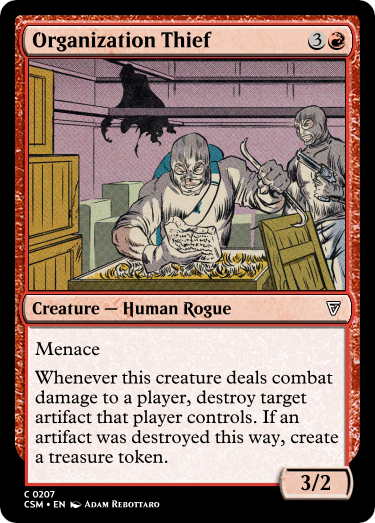 Organization Thief 3
Creature — Human Rogue
Menace
Whenever this creature deals combat
damage to a player, destroy target
artifact that player controls. If an
artifact was destroyed this way, create
a treasure token.
3/2
C 0207
CSM • EN Adam Rebottaro